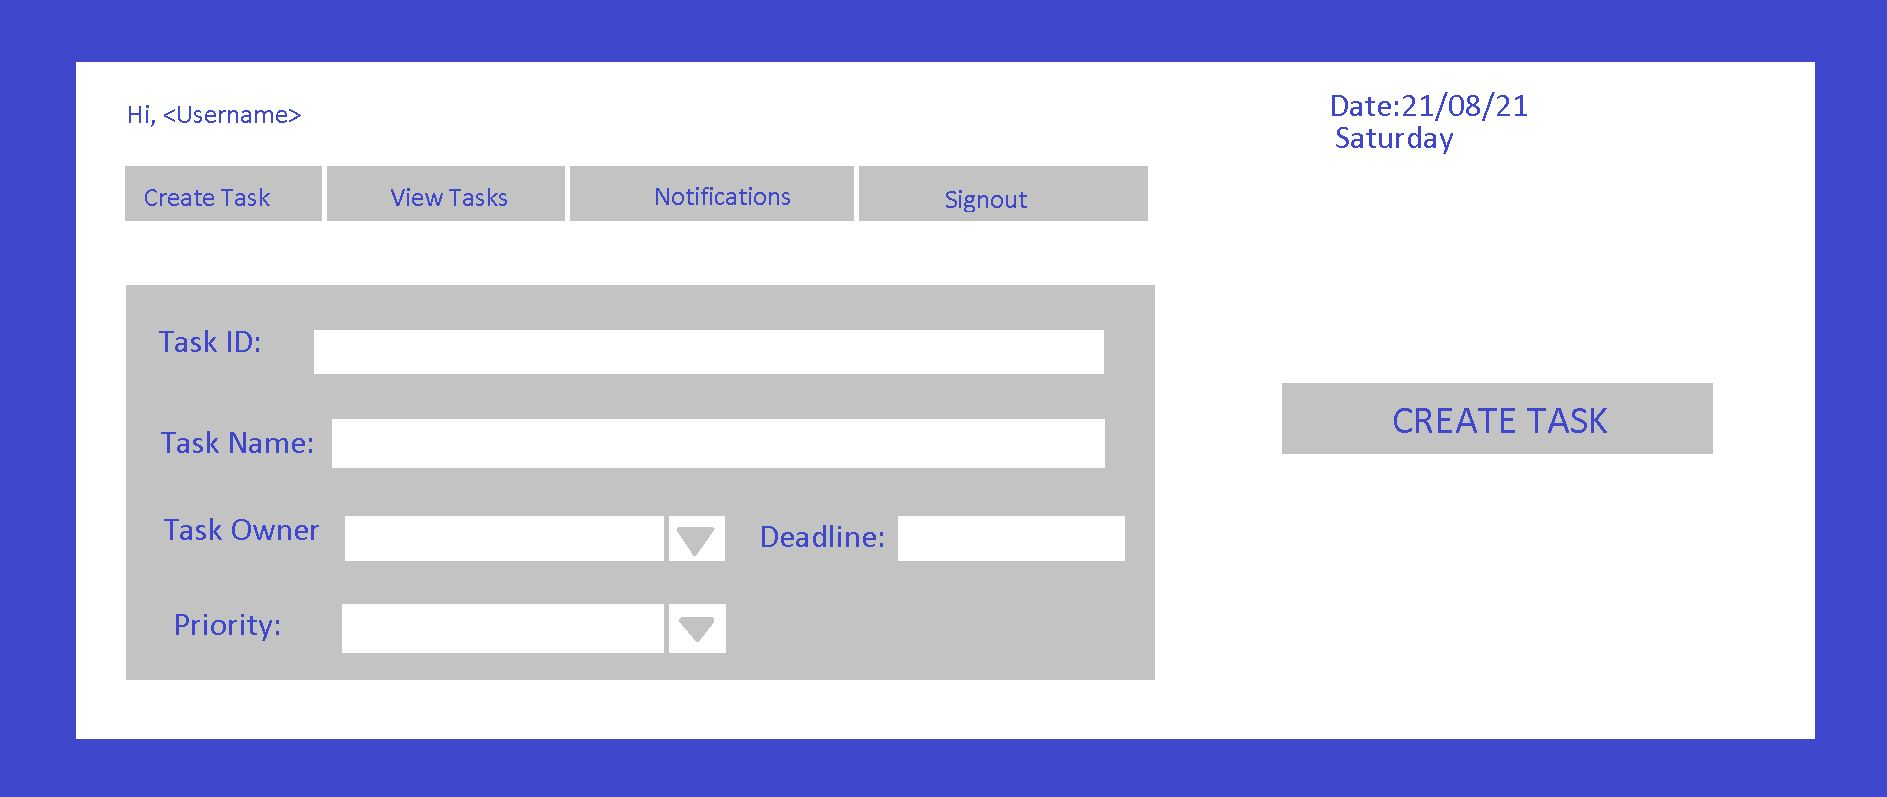 Hi, <Username>
Date:21/08/21
Saturday
Create Task
View Tasks
Notifications
Signout
Task ID:
Task Name:
Task Owner
Deadline:
Priority:
CREATE TASK